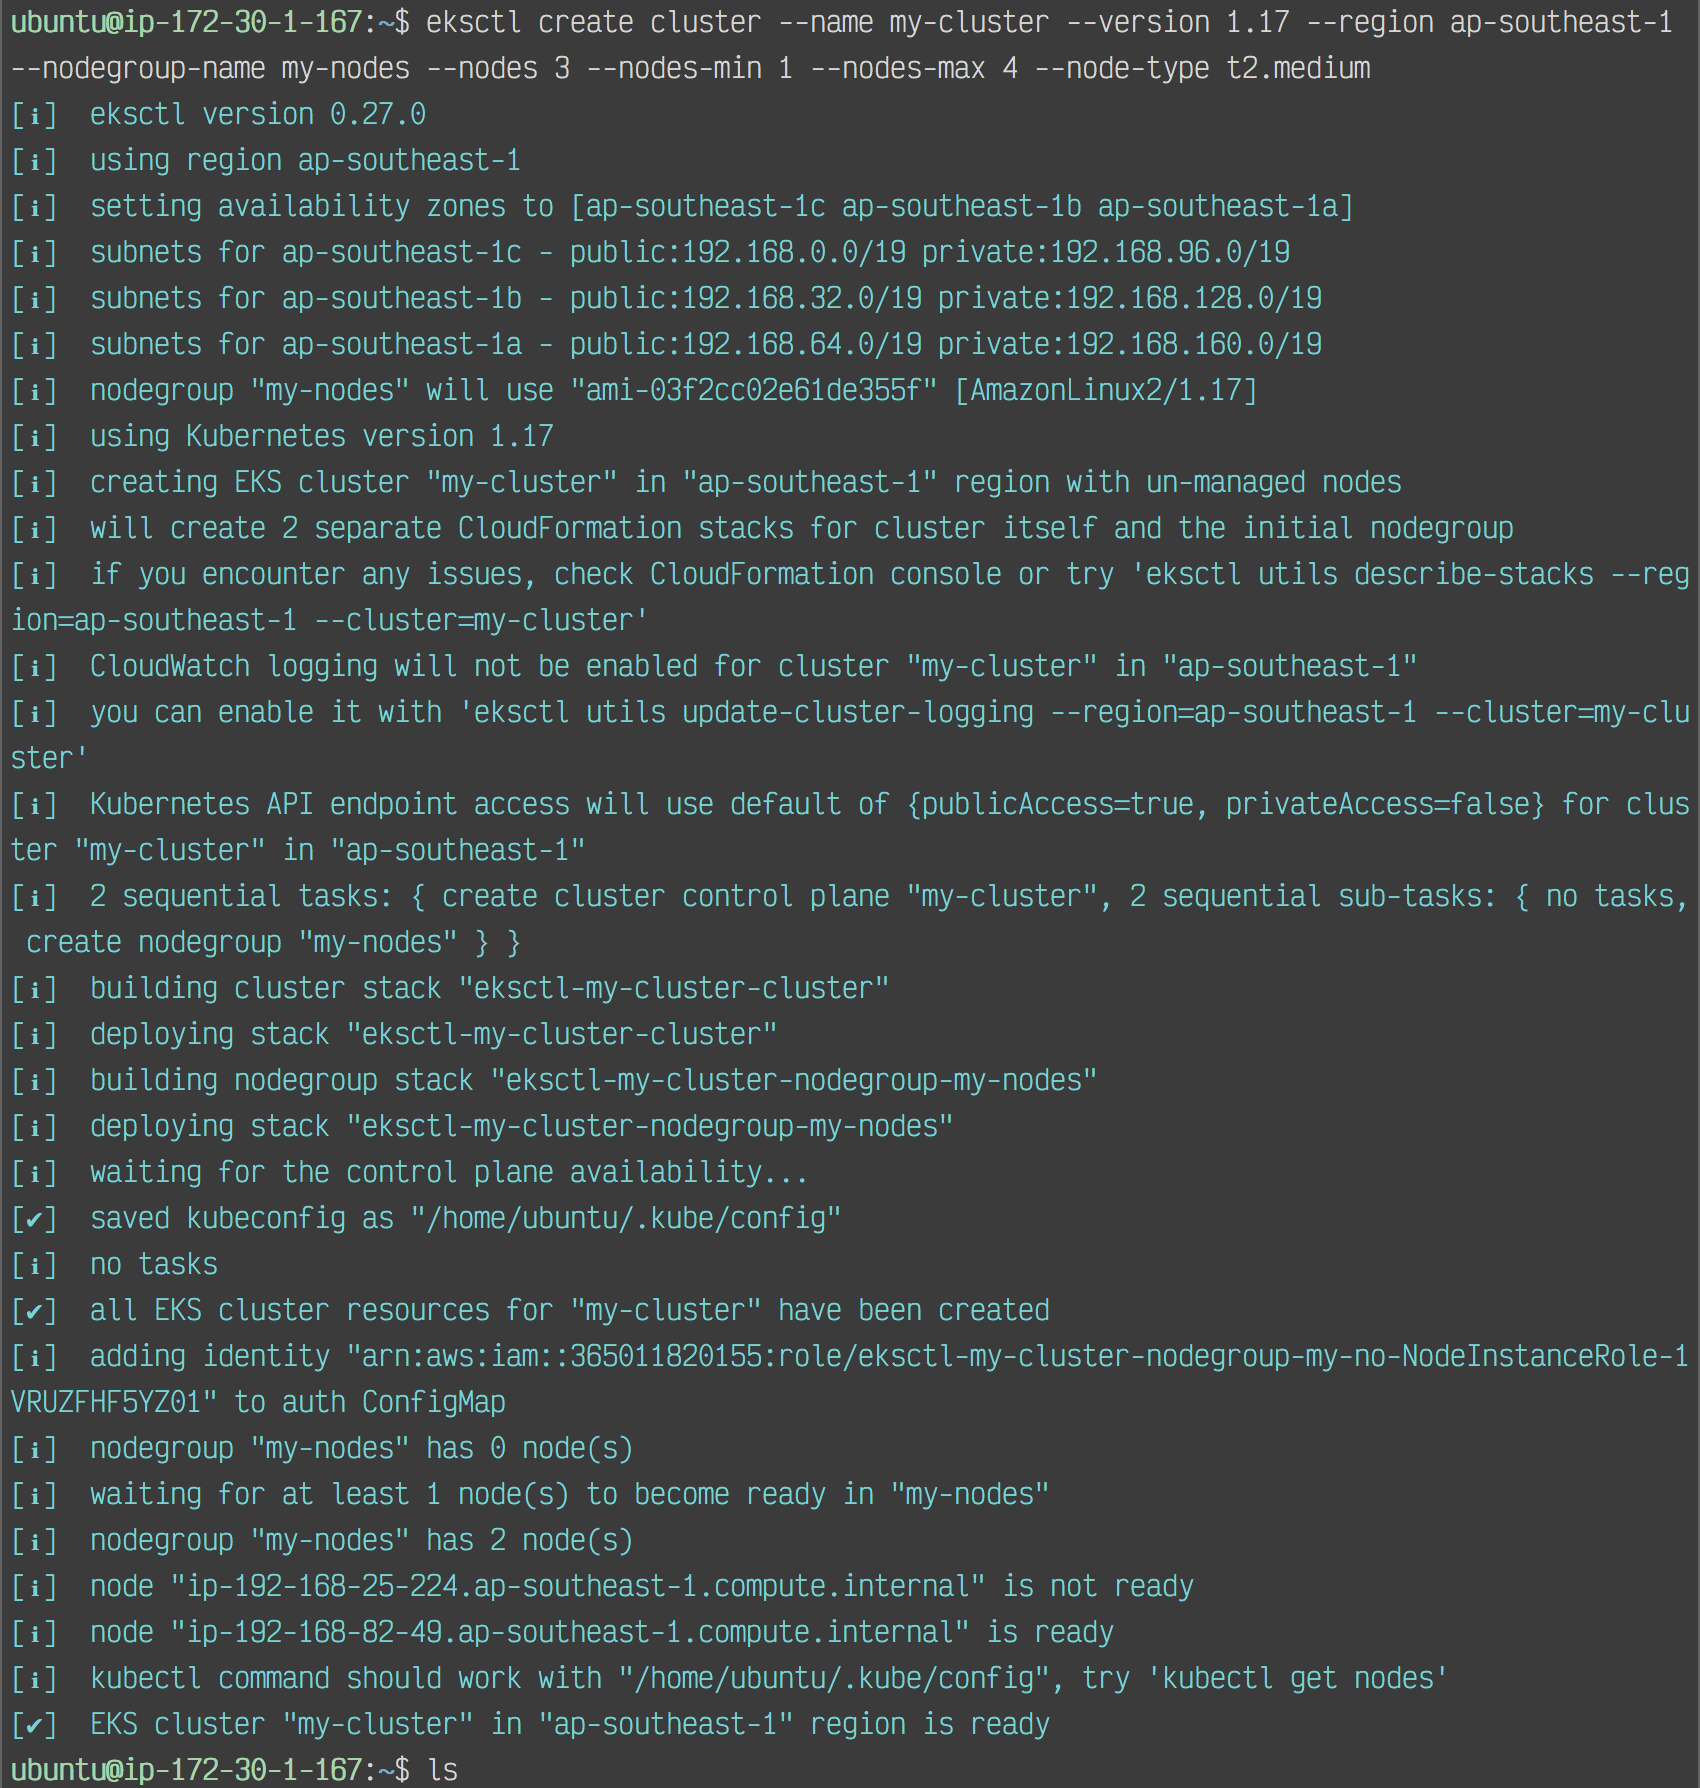 ubuntu@ip-172-30-1-167:~$ eksctl create cluster --name my-cluster --version 1.17 --region ap-southeast-1
--nodegroup-name my-nodes --nodes 3 --nodes-min 1 --nodes-max 4 --node-type t2.medium
[ℹ]  eksctl version 0.27.0
[ℹ]  using region ap-southeast-1
[ℹ]  setting availability zones to [ap-southeast-1c ap-southeast-1b ap-southeast-1a]
[ℹ]  subnets for ap-southeast-1c - public:192.168.0.0/19 private:192.168.96.0/19
[ℹ]  subnets for ap-southeast-1b - public:192.168.32.0/19 private:192.168.128.0/19
[ℹ]  subnets for ap-southeast-1a - public:192.168.64.0/19 private:192.168.160.0/19
[ℹ]  nodegroup "my-nodes" will use "ami-03f2cc02e61de355f" [AmazonLinux2/1.17]
[ℹ]  using Kubernetes version 1.17
[ℹ]  creating EKS cluster "my-cluster" in "ap-southeast-1" region with un-managed nodes
[ℹ]  will create 2 separate CloudFormation stacks for cluster itself and the initial nodegroup
[ℹ]  if you encounter any issues, check CloudFormation console or try 'eksctl utils describe-stacks --reg
ion=ap-southeast-1 --cluster=my-cluster'
[ℹ]  CloudWatch logging will not be enabled for cluster "my-cluster" in "ap-southeast-1"
[ℹ]  you can enable it with 'eksctl utils update-cluster-logging --region=ap-southeast-1 --cluster=my-clu
ster'
[ℹ]  Kubernetes API endpoint access will use default of {publicAccess=true, privateAccess=false} for clus
ter "my-cluster" in "ap-southeast-1"
[ℹ]  2 sequential tasks: { create cluster control plane "my-cluster", 2 sequential sub-tasks: { no tasks,
 create nodegroup "my-nodes" } }
[ℹ]  building cluster stack "eksctl-my-cluster-cluster"
[ℹ]  deploying stack "eksctl-my-cluster-cluster"
[ℹ]  building nodegroup stack "eksctl-my-cluster-nodegroup-my-nodes"
[ℹ]  deploying stack "eksctl-my-cluster-nodegroup-my-nodes"
[ℹ]  waiting for the control plane availability...
[✔]  saved kubeconfig as "/home/ubuntu/.kube/config"
[ℹ]  no tasks
[✔]  all EKS cluster resources for "my-cluster" have been created
[ℹ]  adding identity "arn:aws:iam::365011820155:role/eksctl-my-cluster-nodegroup-my-no-NodeInstanceRole-1
VRUZFHF5YZ01" to auth ConfigMap
[ℹ]  nodegroup "my-nodes" has 0 node(s)
[ℹ]  waiting for at least 1 node(s) to become ready in "my-nodes"
[ℹ]  nodegroup "my-nodes" has 2 node(s)
[ℹ]  node "ip-192-168-25-224.ap-southeast-1.compute.internal" is not ready
[ℹ]  node "ip-192-168-82-49.ap-southeast-1.compute.internal" is ready
[ℹ]  kubectl command should work with "/home/ubuntu/.kube/config", try 'kubectl get nodes'
[✔]  EKS cluster "my-cluster" in "ap-southeast-1" region is ready
ubuntu@ip-172-30-1-167:~$ ls